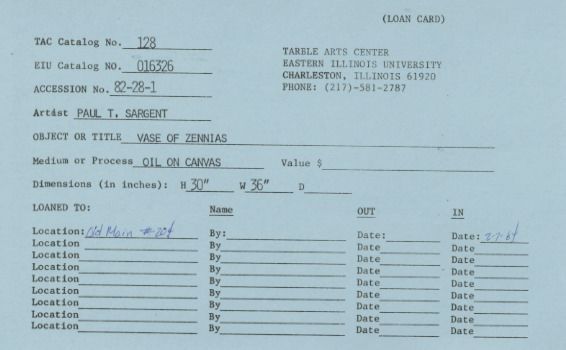 (LOAN CARD)
TAC Catalog No. 128
TARBLE ARTS CENTER
EIU Catalog NO. 016326
EASTERN ILLINOIS UNIVERSITY
CHARLESTON, ILLINOIS 61920
ACCESSION No. 82-28-1
PHONE: (217)-581-2787
Artist PAUL T. SARGENT
OBJECT OR TITLE VASE OF ZENNIAS
Medium or Process OIL ON CANVAS Value $
Dimensions (in inches): H 30" W 36" D
LOANED TO: Name OUT IN
Location: Old Main #204 By: Date: Date: 2-7-84
Location By Date Date
Location By Date Date
Location By Date Date
Location By Date Date
Location By Date Date
Location By Date Date
Location By Date Date
Location By Date Date